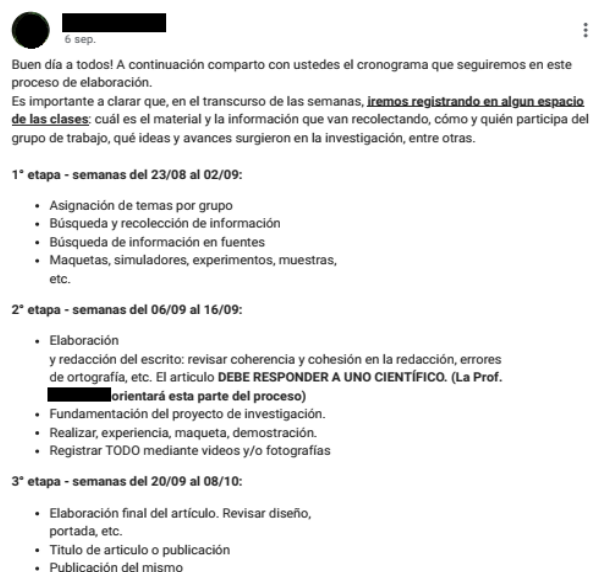 6 sep.
Buen día a todos! A continuación comparto con ustedes el cronograma que seguiremos en este
proceso de elaboración.
Es importante a clarar que, en el transcurso de las semanas, iremos registrando en algun espacio
de las clases: cuál es el material y la información que van recolectando, cómo y quién participa del
grupo de trabajo, qué ideas y avances surgieron en la investigación, entre otras.
1° etapa - semanas del 23/08 al 02/09:
• Asignación de temas por grupo
• Búsqueda y recolección de información
• Búsqueda de información en fuentes
• Maquetas, simuladores, experimentos, muestras,
etc.
2° etapa - semanas del 06/09 al 16/09:
• Elaboración
y redacción del escrito: revisar coherencia y cohesión en la redacción, errores
de ortografía, etc. El articulo DEBE RESPONDER A UNO CIENTÍFICO. (La Prof.
orientará esta parte del proceso)
• Fundamentación del proyecto de investigación.
• Realizar, experiencia, maqueta, demostración.
• Registrar TODO mediante videos y/o fotografías
3° etapa - semanas del 20/09 al 08/10:
• Elaboración final del artículo. Revisar diseño,
portada, etc.
• Titulo de articulo o publicación
• Publicación del mismo